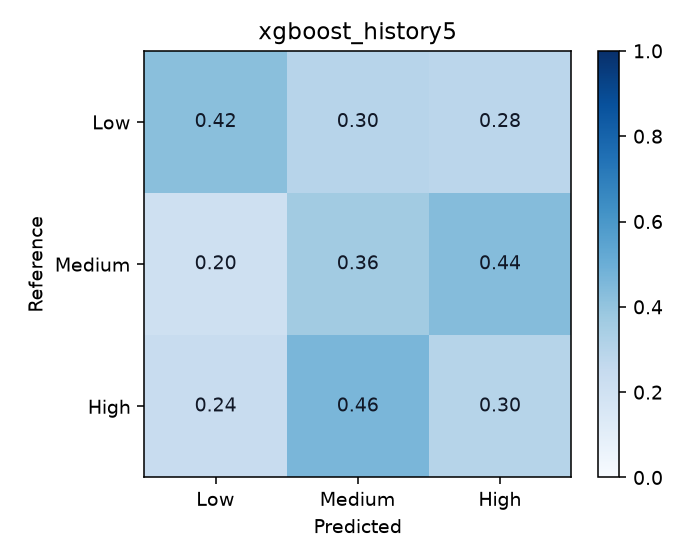 xgboost_history5
1.0
Low 0.42 0.30 0.28
0.8
0.6
Reference
Medium 0.20 0.36 0.44
0.4
High 0.24 0.46 0.30
0.2
0.0
Low Medium High
Predicted